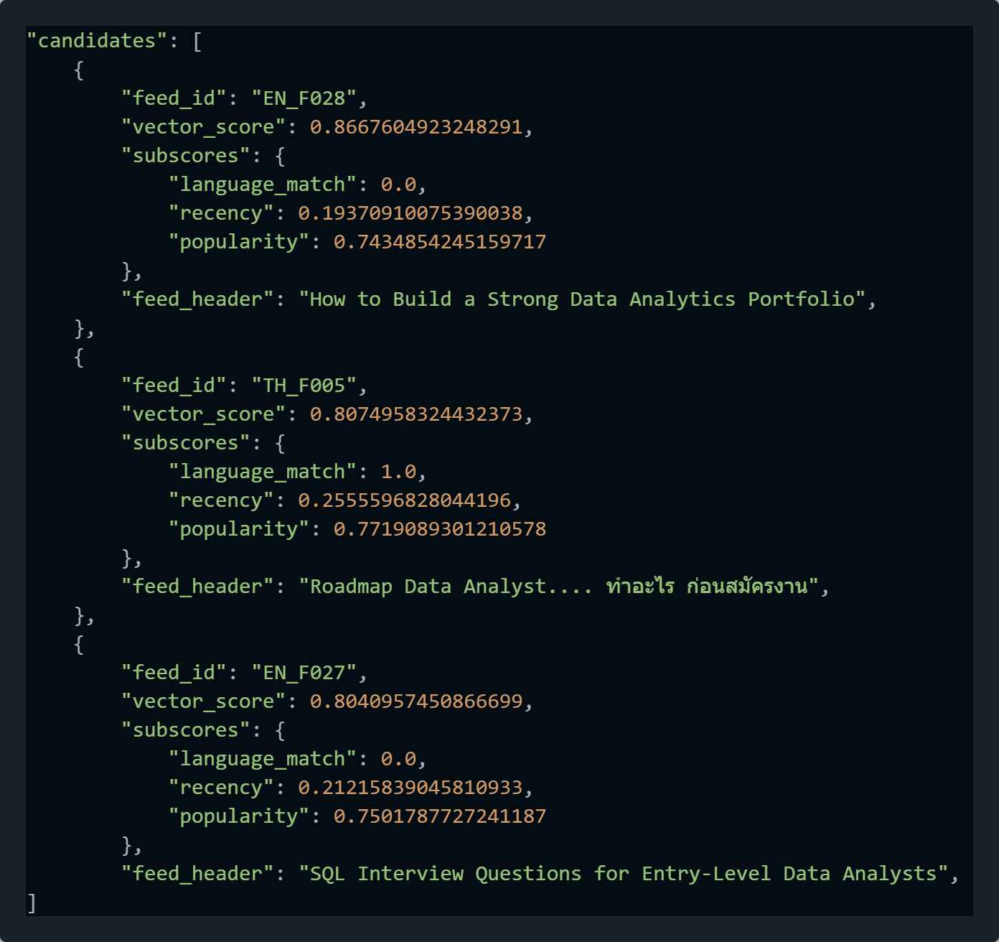 "candidates": [
    {
        "feed_id": "EN_F028",
        "vector_score": 0.8667604923248291,
        "subscores": {
            "language_match": 0.0,
            "recency": 0.19370910075390038,
            "popularity": 0.7434854245159717
        },
        "feed_header": "How to Build a Strong Data Analytics Portfolio",
    },
    {
        "feed_id": "TH_F005",
        "vector_score": 0.8074958324432373,
        "subscores": {
            "language_match": 1.0,
            "recency": 0.2555596828044196,
            "popularity": 0.7719089301210578
        },
        "feed_header": "Roadmap Data Analyst.... ทำอะไร ก่อนสมัครงาน",
    },
    {
        "feed_id": "EN_F027",
        "vector_score": 0.8040957450866699,
        "subscores": {
            "language_match": 0.0,
            "recency": 0.21215839045810933,
            "popularity": 0.7501787727241187
        },
        "feed_header": "SQL Interview Questions for Entry-Level Data Analysts",
]